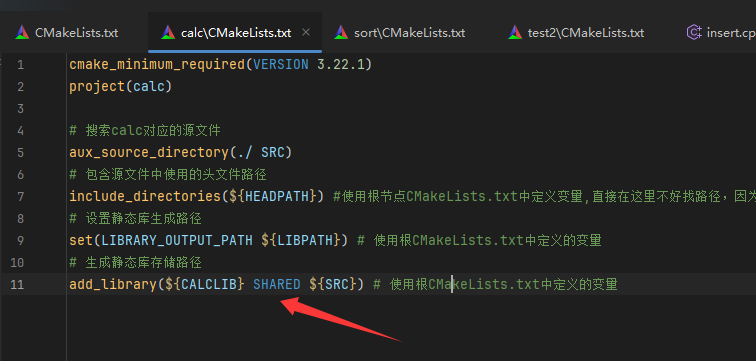 CMakeLists.txt calc\CMakeLists.txt × sort\CMakeLists.txt test2\CMakeLists.txt insert.cp
1 cmake_minimum_required(VERSION 3.22.1)
2 project(calc)
3
4 # 搜索calc对应的源文件
5 aux_source_directory(./ SRC)
6 # 包含源文件中使用的头文件路径
7 include_directories(${HEADPATH}) #使用根节点CMakeLists.txt中定义变量,直接在这里不好找路径，因为
8 # 设置静态库生成路径
9 set(LIBRARY_OUTPUT_PATH ${LIBPATH}) # 使用根CMakeLists.txt中定义的变量
10 # 生成静态库存储路径
11 add_library(${CALCLIB} SHARED ${SRC}) # 使用根CMakeLists.txt中定义的变量